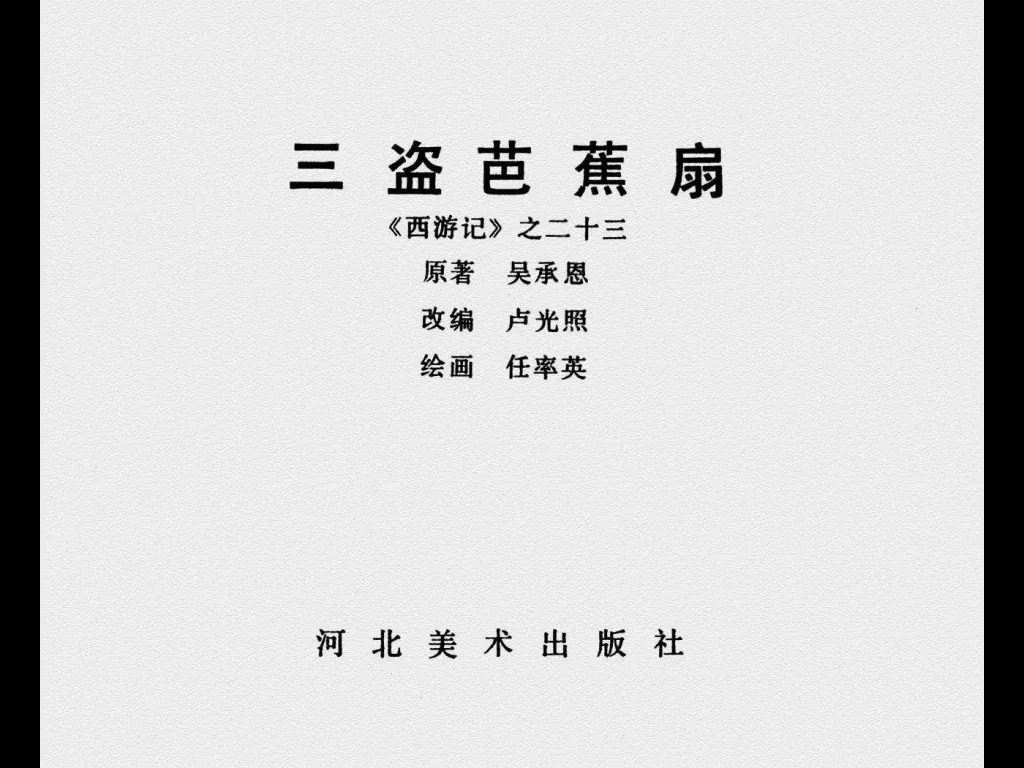 三盗芭蕉扇
《西游记》之二十三
原著 吴承恩
改编 卢光照
绘画 任率英
河北美术出版社